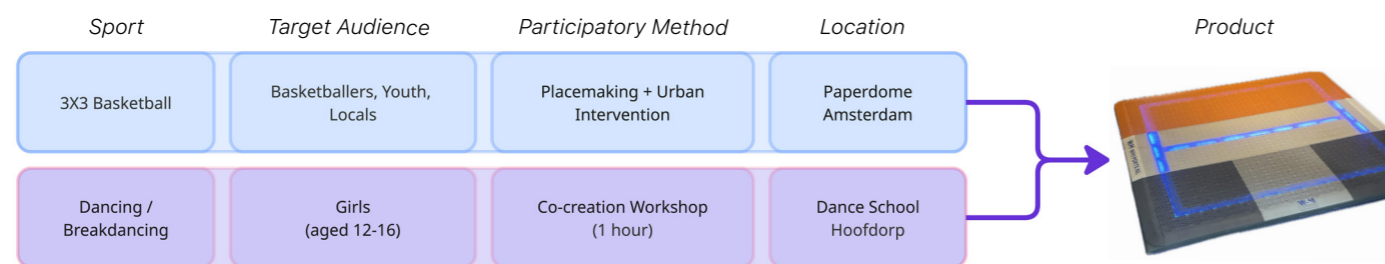 Sport
Target Audience
Participatory Method
Location
Product
3X3 Basketball
Basketballers, Youth,
Locals
Placemaking + Urban
Intervention
Paperdome
Amsterdam
Dancing /
Breakdancing
Girls
(aged 12-16)
Co-creation Workshop
(1 hour)
Dance School
Hoofdorp